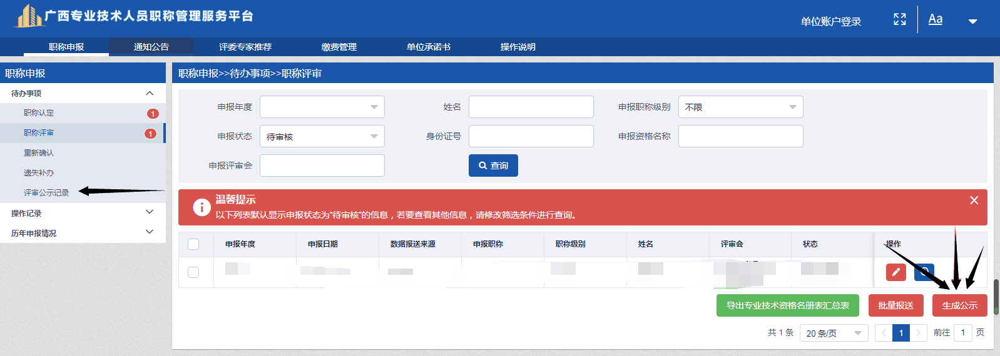 广西专业技术人员职称管理服务平台
单位账户登录
Aa
职称申报 通知公告 评委专家推荐 缴费管理 单位承诺书 操作说明
职称申报
待办事项
职称认定 1
职称评审 1
重新确认
遗失补办
评审公示记录
操作记录
历年申报情况
职称申报>>待办事项>>职称评审
申报年度 姓名 申报职称级别 不限
申报状态 待审核 身份证号 申报资格名称
申报评审会 查询
温馨提示
以下列表默认显示申报状态为“待审核”的信息，若要查看其他信息，请修改筛选条件进行查询。
申报年度 申报日期 数据报送来源 申报职称 职称级别 姓名 评审会 状态 操作
导出专业技术资格名册表汇总表 批量报送 生成公示
共 1 条 20 条/页 1 前往 1 页